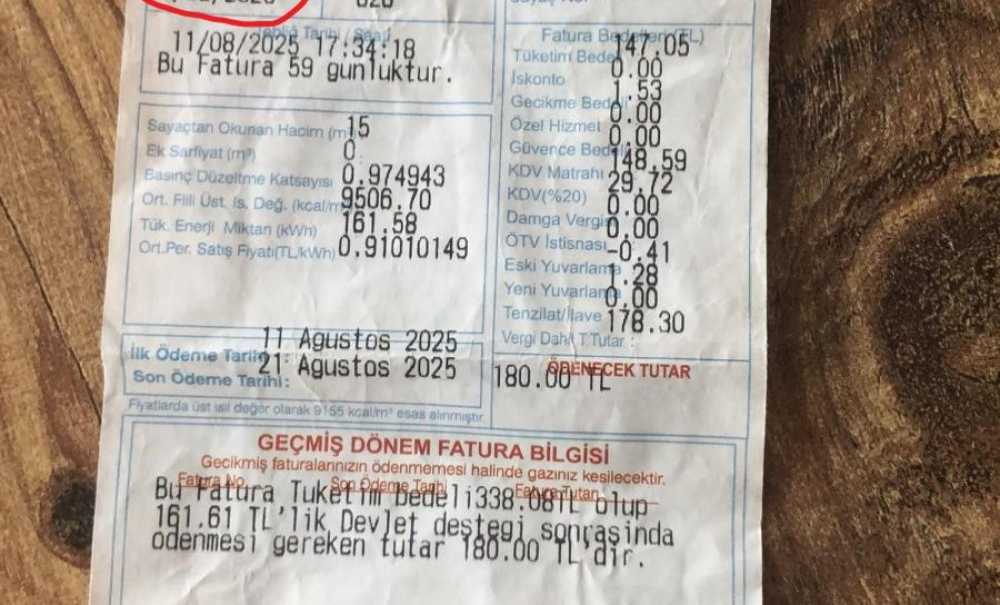 11/08/2025 17:34:18
Bu Fatura 59 gunluktur.
Sayaçtan Okunan Hacim (m³) 15
Ek Sarfiyat (m³) 0
Basınç Düzeltme Katsayısı 0.974943
Ort. Fiili Üst. Is. Değ. (kcal/m 9506.70
Tük. Enerji Miktarı (kWh) 161.58
Ort.Per. Satış Fiyatı(TL/kWh) 0.91010149
İlk Ödeme Tarihi: 11 Agustos 2025
Son Ödeme Tarihi: 21 Agustos 2025
Fiyatlarda üst ısıl değer olarak 9155 kcal/m³ esas alınmıştır.
Fatura Bedelleri (TL)
Tüketim Bedeli 147.05
İskonto 0.00
Gecikme Bedeli 1.53
Özel Hizmet 0.00
Güvence Bedeli 0.00
KDV Matrahı 148.59
KDV(%20) 29.72
Damga Vergisi 0.00
ÖTV İstisnası 0.00
Eski Yuvarlama -0.41
Yeni Yuvarlama 1.28
Tenzilat/İlave 0.00
Vergi Dahil T.Tutar : 178.30
ÖDENECEK TUTAR
180.00 TL
GEÇMİŞ DÖNEM FATURA BİLGİSİ
Gecikmiş faturalarınızın ödenmemesi halinde gazınız kesilecektir.
Fatura No Son Ödeme Tarihi Fatura Tutarı
Bu Fatura Tuketim bedeli338.08TL olup
161.61 TL'lik Devlet destegi sonrasinda
odenmesi gereken tutar 180.00 TL'dir.